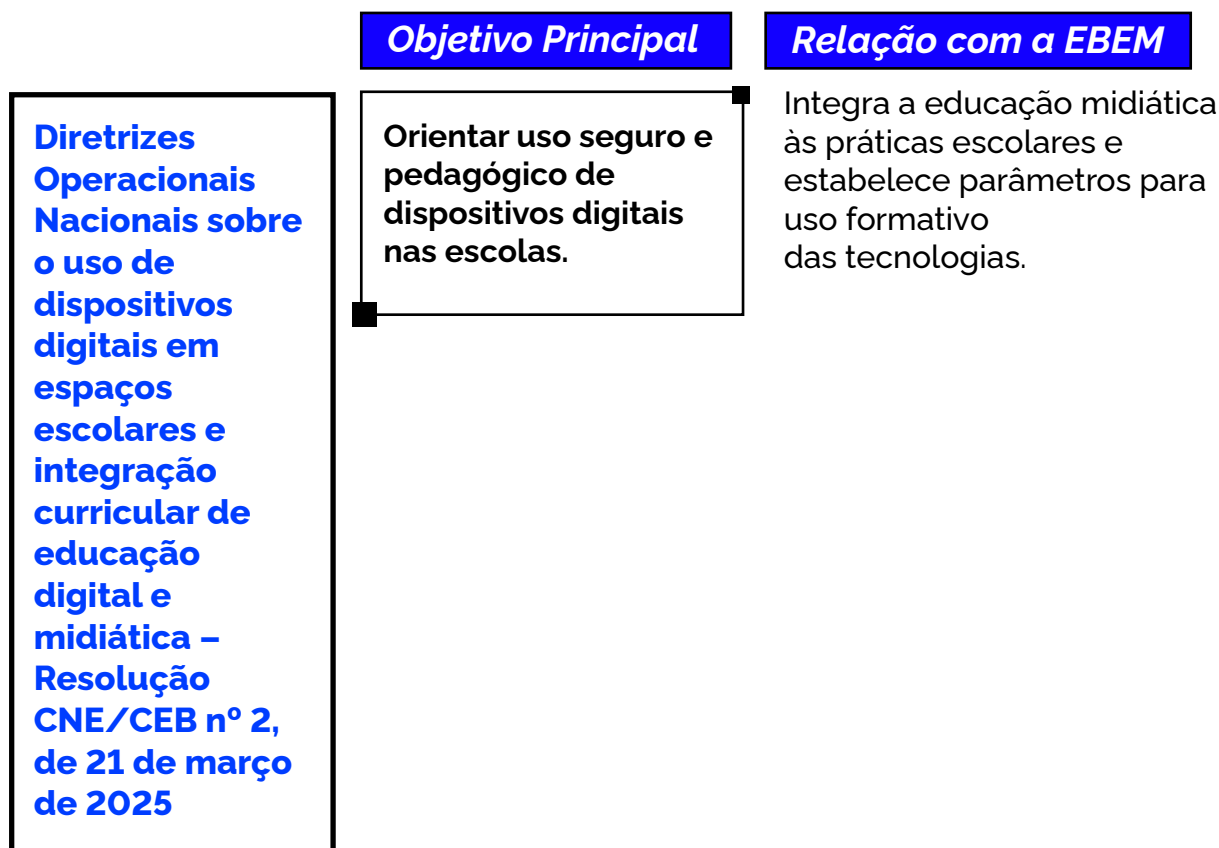 Objetivo Principal
Relação com a EBEM
Diretrizes
Operacionais
Nacionais sobre
o uso de
dispositivos
digitais em
espaços
escolares e
integração
curricular de
educação
digital e
midiática –
Resolução
CNE/CEB nº 2,
de 21 de março
de 2025
Orientar uso seguro e
pedagógico de
dispositivos digitais
nas escolas.
Integra a educação midiática
às práticas escolares e
estabelece parâmetros para
uso formativo
das tecnologias.